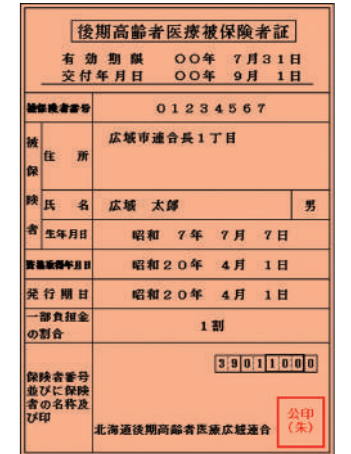 後期高齢者医療被保険者証
有効期限 〇〇年 7月31日
交付年月日 〇〇年 9月 1日
被保険者番号 01234567
被保険者
住所 広域市連合長1丁目
氏名 広域 太郎 男
生年月日 昭和 7年 7月 7日
資格取得年月日 昭和20年 4月 1日
発行期日 昭和20年 4月 1日
一部負担金の割合 1割
39011000
保険者番号
並びに保険
者の名称及
び印
北海道後期高齢者医療広域連合
公印
(朱)